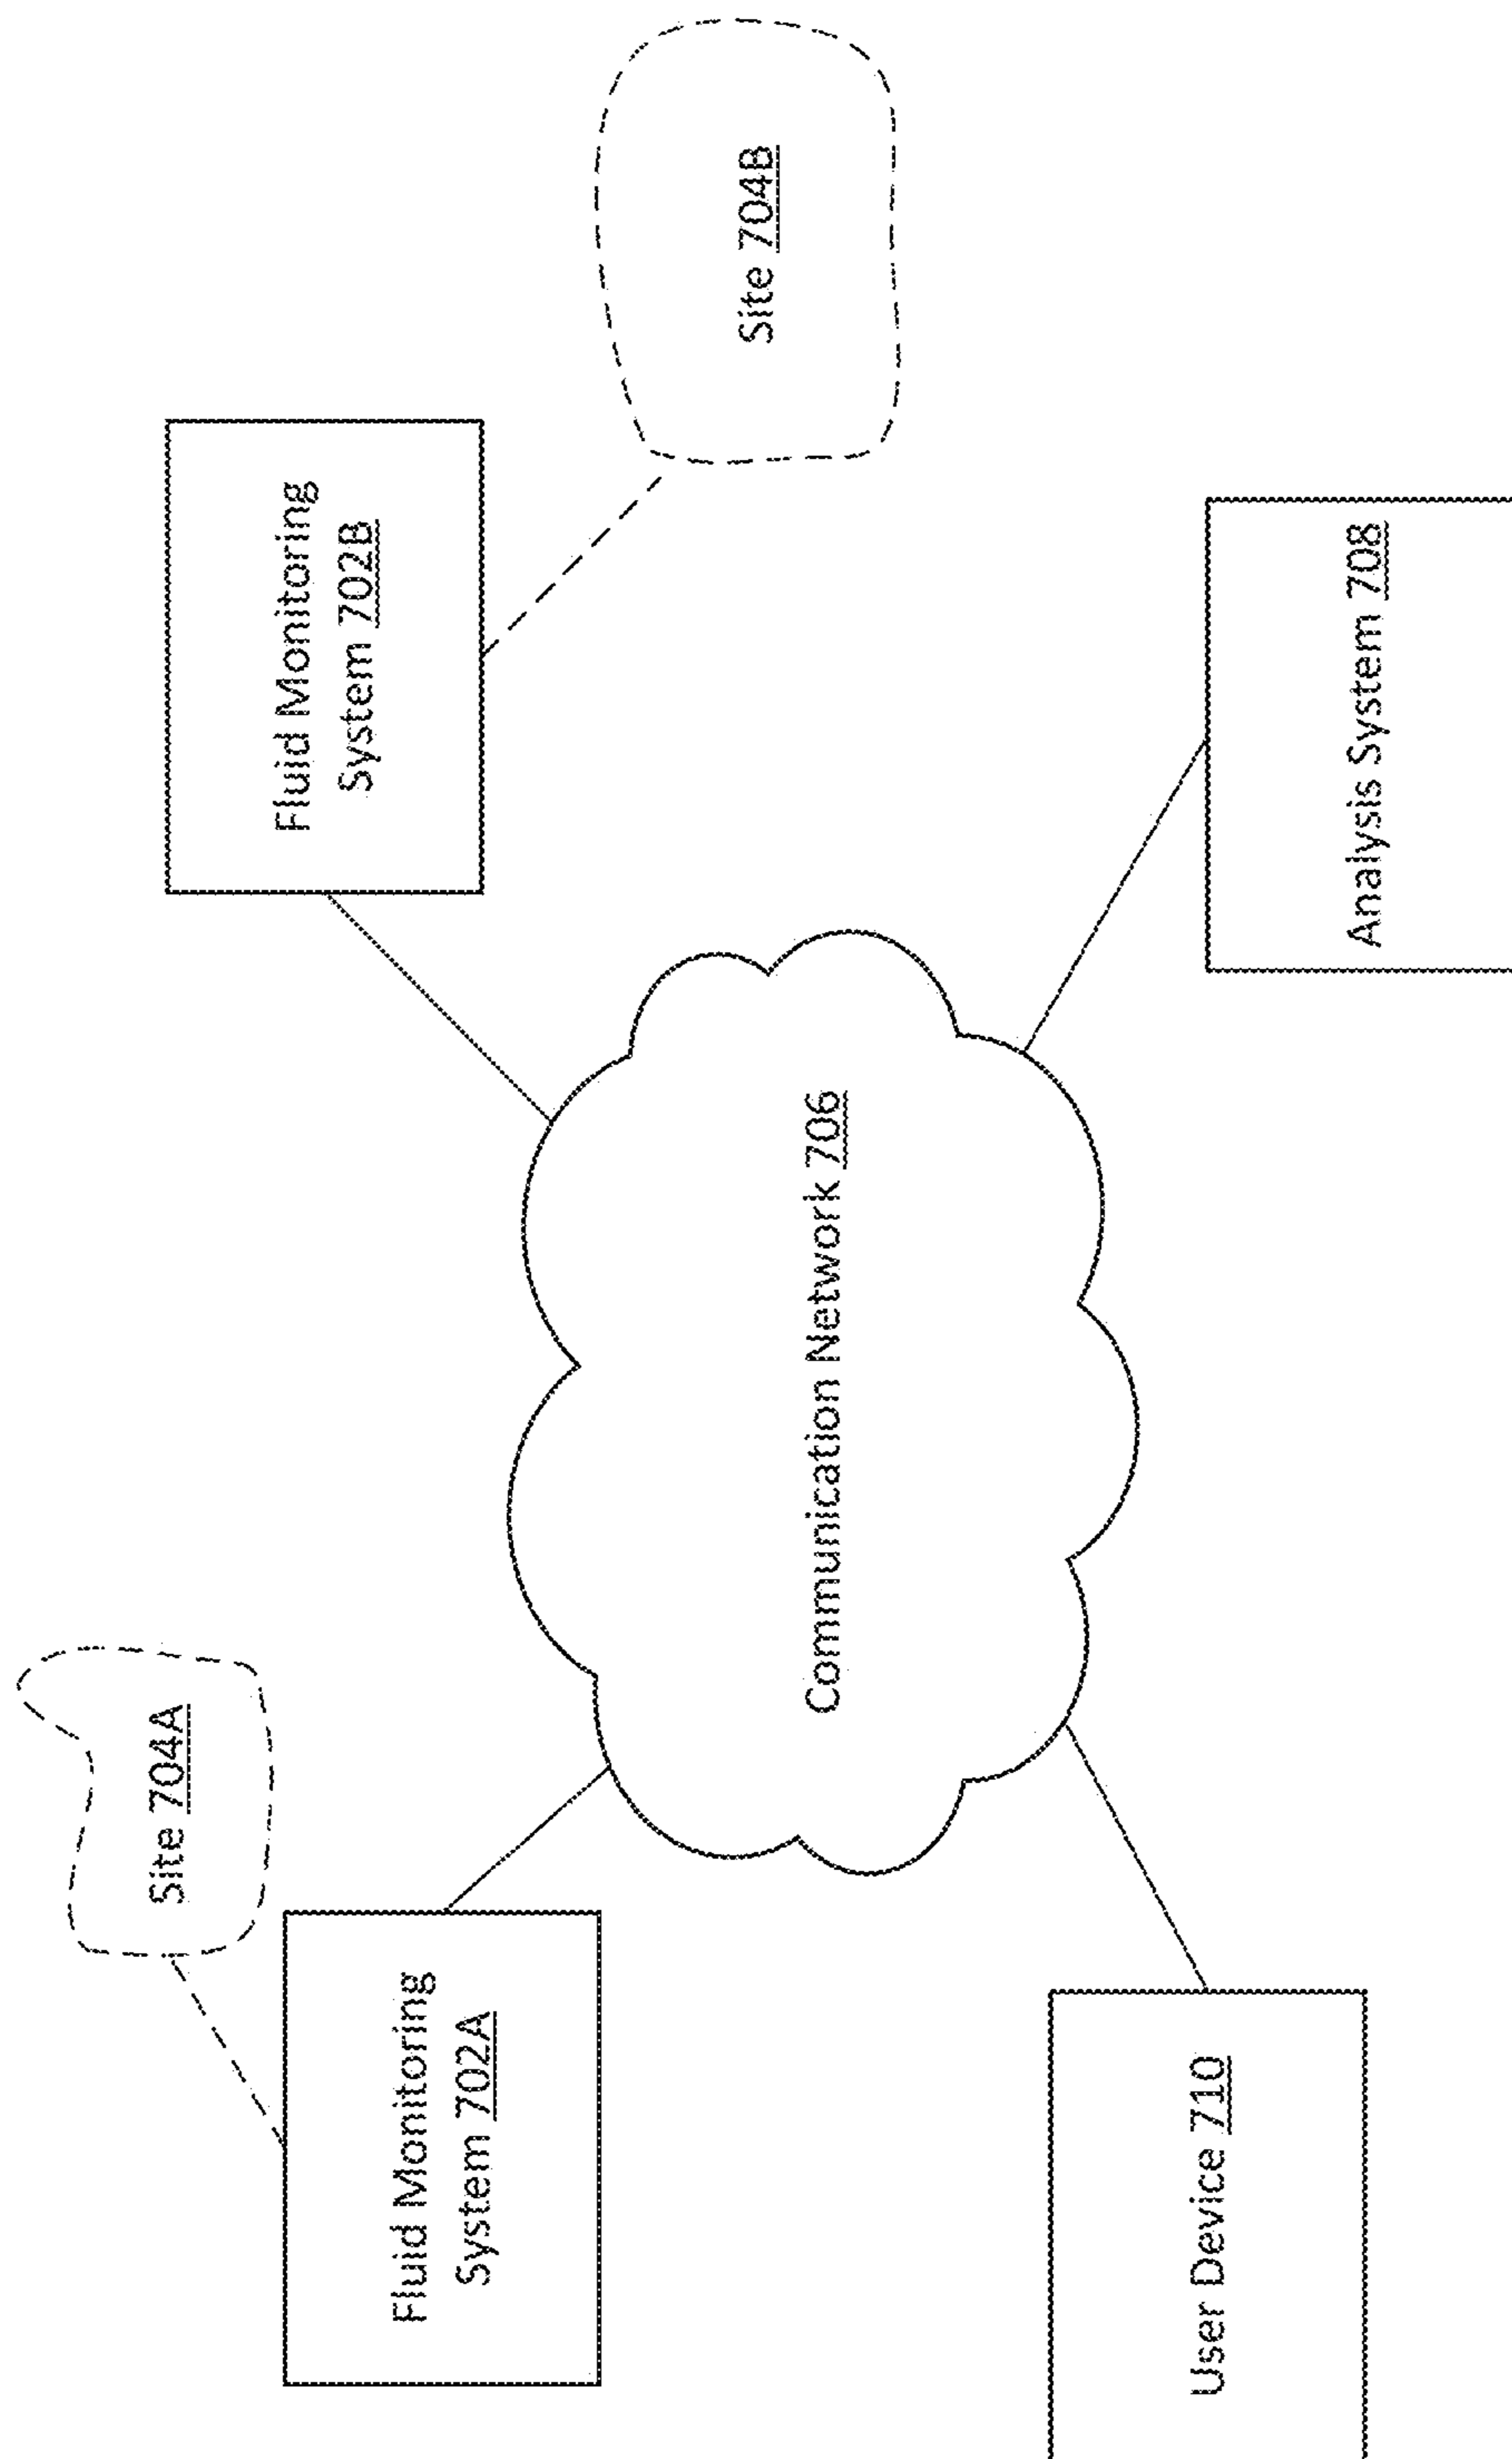 Site 704A
Fluid Monitoring
System 702A
Fluid Monitoring
System 702B
Site 704B
Communication Network 706
User Device 710
Analysis System 708